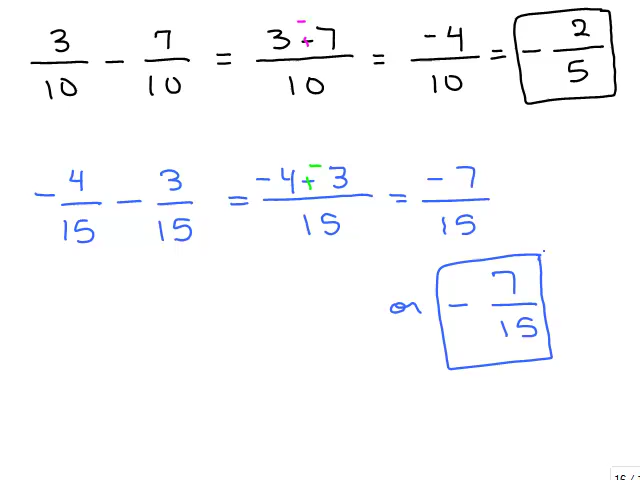 3/10 - 7/10 = 3 + -7/10 = -4/10 = -2/5
-4/15 - 3/15 = -4 + -3/15 = -7/15
or -7/15